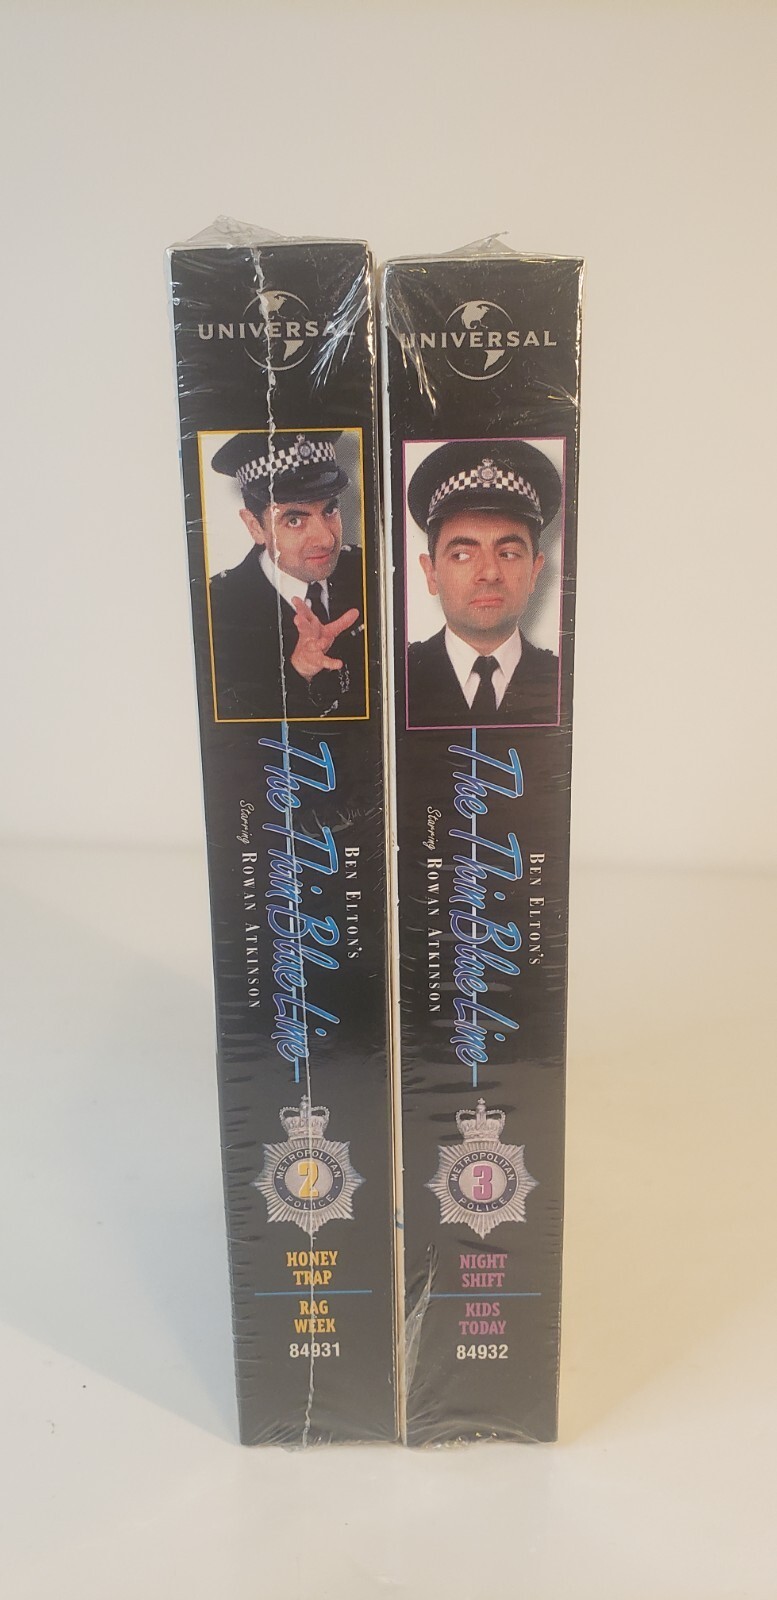 UNIVERSAL
BEN ELTON'S
The Thin Blue Line
Starring ROWAN ATKINSON
METROPOLITAN
2
POLICE
HONEY
TRAP
RAG
WEEK
84931
UNIVERSAL
BEN ELTON'S
The Thin Blue Line
Starring ROWAN ATKINSON
METROPOLITAN
3
POLICE
NIGHT
SHIFT
KIDS
TODAY
84932